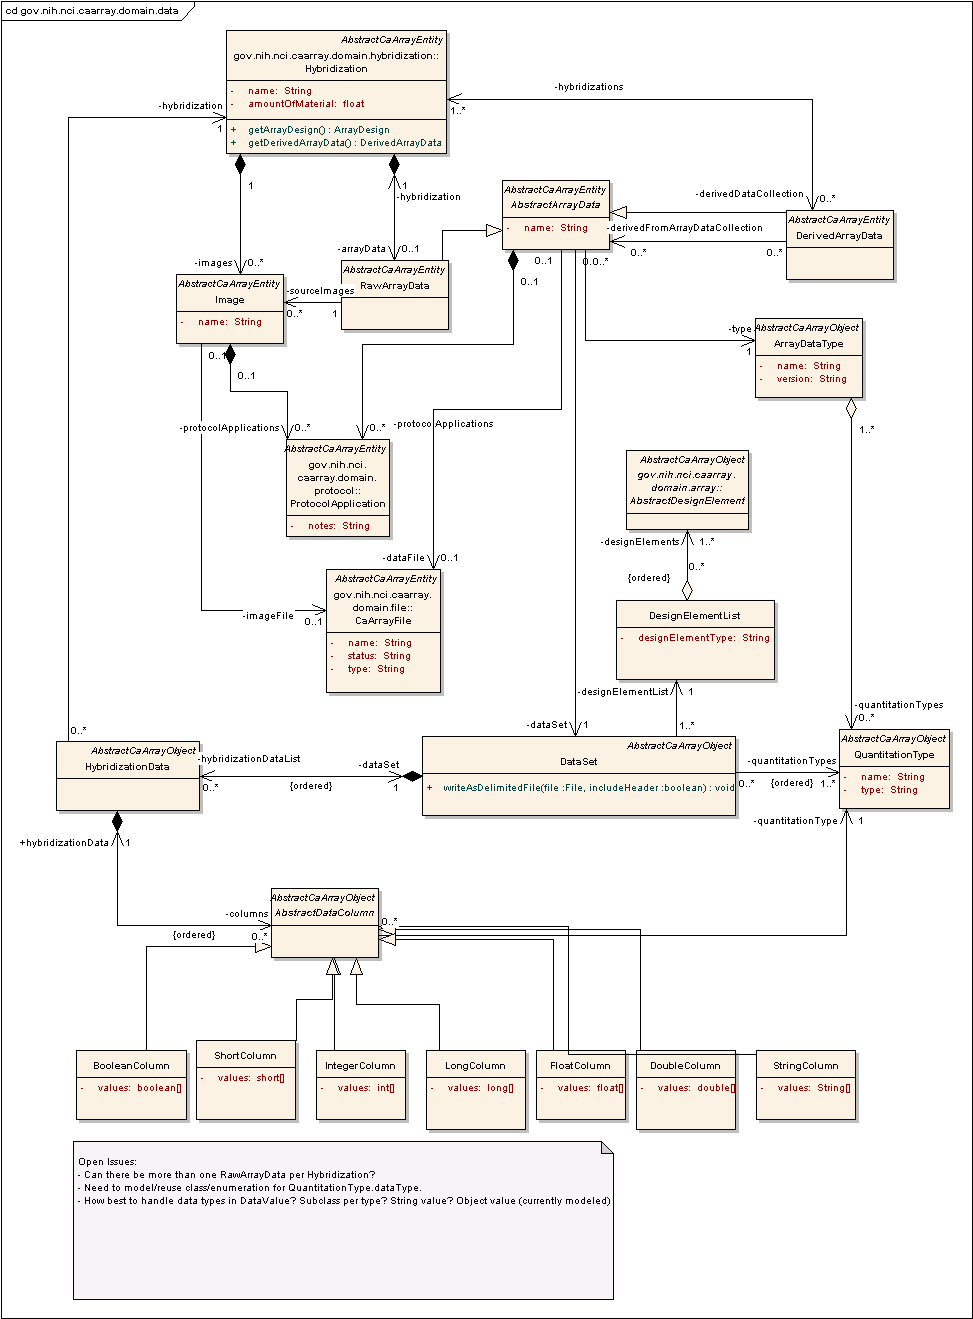 cd gov.nih.nci.caarray.domain.data
AbstractCaArrayEntity
gov.nih.nci.caarray.domain.hybridization::
Hybridization
- name: String
- amountOfMaterial: float
+ getArrayDesign() : ArrayDesign
+ getDerivedArrayData() : DerivedArrayData
-hybridization
1
-hybridizations
1..*
1
1
-hybridization
AbstractCaArrayEntity
AbstractArrayData
- name: String
-derivedDataCollection
0..*
AbstractCaArrayEntity
DerivedArrayData
-derivedFromArrayDataCollection
0..*
0..*
-arrayData
0..1
-images
0..*
0..1
0..1
0.0..*
AbstractCaArrayEntity
RawArrayData
AbstractCaArrayEntity
Image
- name: String
-sourceImages
0..*
1
-type
1
AbstractCaArrayObject
ArrayDataType
- name: String
- version: String
0..1
0..1
1..*
-protocolApplications
0..*
0..*
-protocolApplications
AbstractCaArrayEntity
gov.nih.nci.
caarray.domain.
protocol::
ProtocolApplication
- notes: String
AbstractCaArrayObject
gov.nih.nci.caarray.
domain.array::
AbstractDesignElement
-designElements
1..*
-dataFile
0..1
0..*
{ordered}
AbstractCaArrayEntity
gov.nih.nci.caarray.
domain.file::
CaArrayFile
- name: String
- status: String
- type: String
-imageFile
0..1
DesignElementList
- designElementType: String
-designElementList
1
-quantitationTypes
0..*
0..*
-dataSet
1
1..*
AbstractCaArrayObject
HybridizationData
-hybridizationDataList
0..*
{ordered}
-dataSet
1
AbstractCaArrayObject
DataSet
+ writeAsDelimitedFile(file :File, includeHeader :boolean) : void
-quantitationTypes
0..*
{ordered}
1..*
AbstractCaArrayObject
QuantitationType
- name: String
- type: String
-quantitationType
1
+hybridizationData
1
-columns
{ordered}
0..*
AbstractCaArrayObject
AbstractDataColumn
0..*
BooleanColumn
- values: boolean[]
ShortColumn
- values: short[]
IntegerColumn
- values: int[]
LongColumn
- values: long[]
FloatColumn
- values: float[]
DoubleColumn
- values: double[]
StringColumn
- values: String[]
Open Issues:
- Can there be more than one RawArrayData per Hybridization?
- Need to model/reuse class/enumeration for QuantitationType.dataType.
- How best to handle data types in DataValue? Subclass per type? String value? Object value (currently modeled)